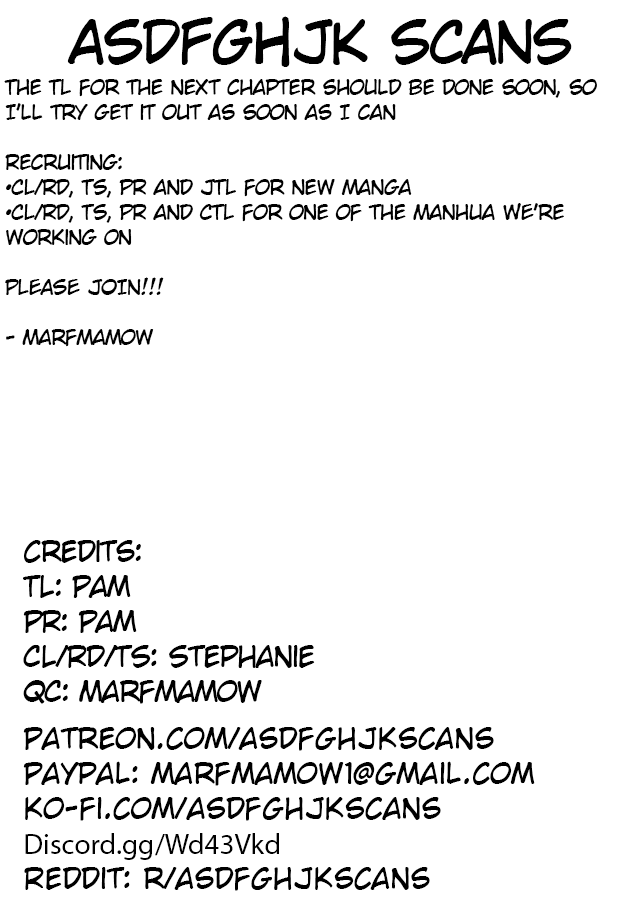 ASDFGHJK SCANS
THE TL FOR THE NEXT CHAPTER SHOULD BE DONE SOON, SO
I'LL TRY GET IT OUT AS SOON AS I CAN
RECRUITING:
•CL/RD, TS, PR AND JTL FOR NEW MANGA
•CL/RD, TS, PR AND CTL FOR ONE OF THE MANHUA WE'RE
WORKING ON
PLEASE JOIN!!!
- MARFMAMOW
CREDITS:
TL: PAM
PR: PAM
CL/RD/TS: STEPHANIE
QC: MARFMAMOW
PATREON.COM/ASDFGHJKSCANS
PAYPAL: MARFMAMOW1@GMAIL.COM
KO-FI.COM/ASDFGHJKSCANS
Discord.gg/Wd43Vkd
REDDIT: R/ASDFGHJKSCANS